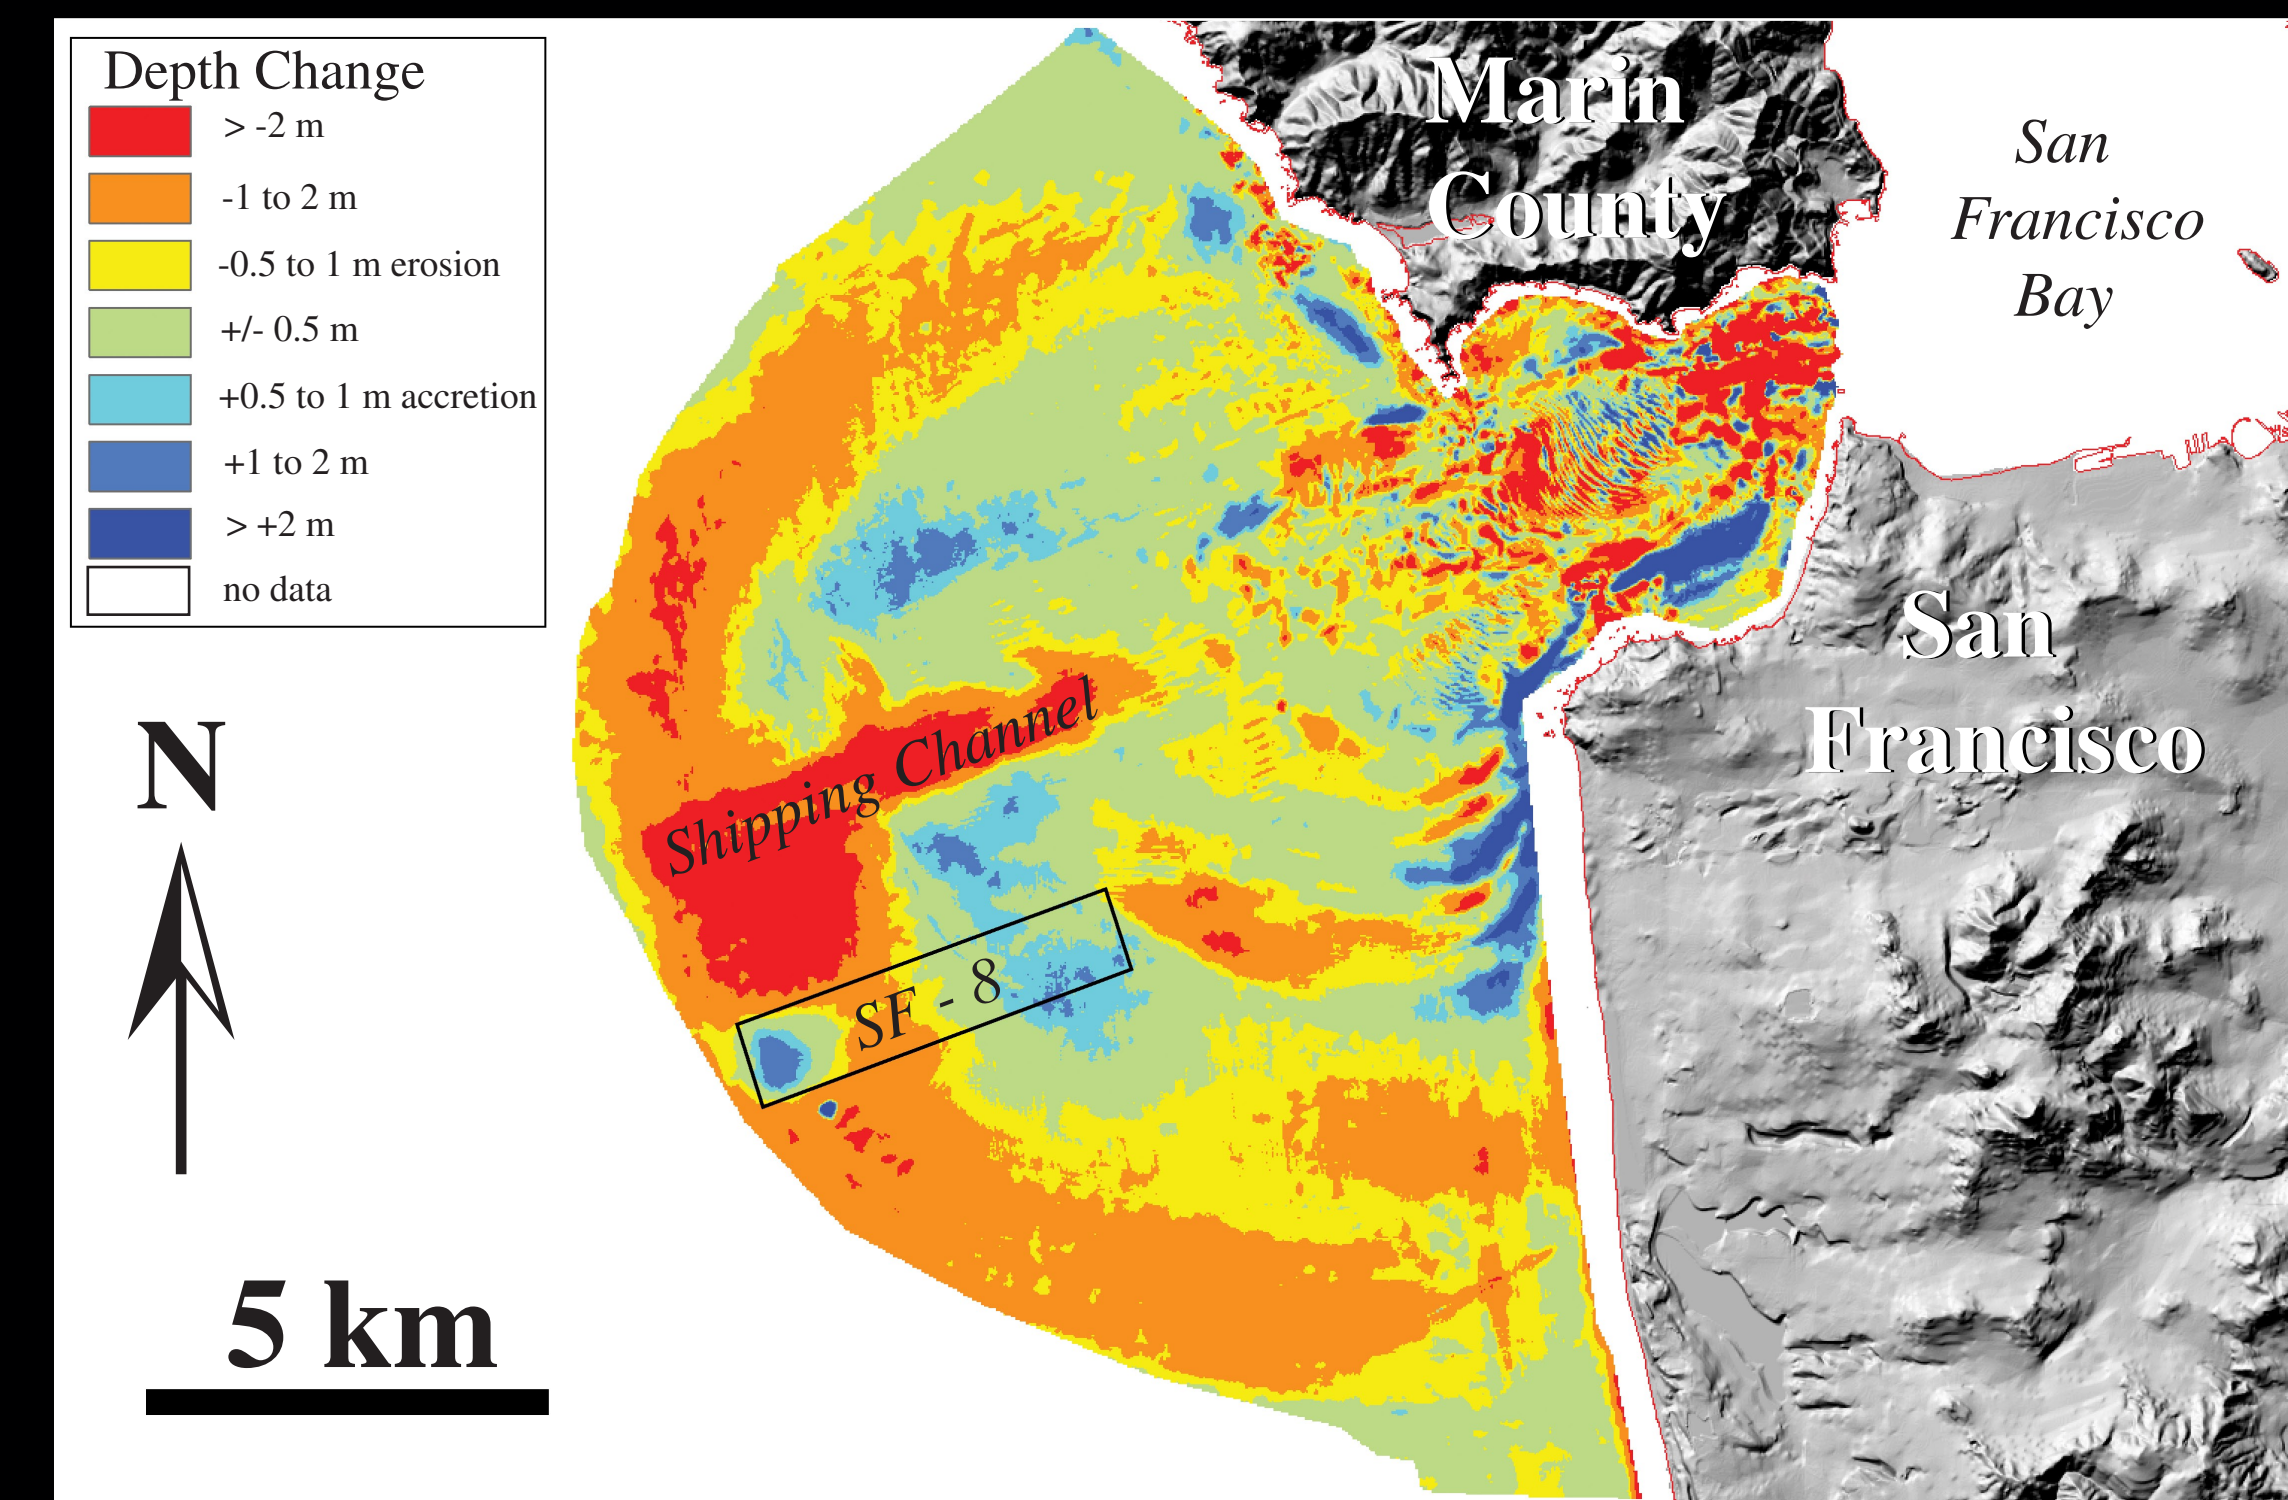 Depth Change
> -2 m
-1 to 2 m
-0.5 to 1 m erosion
+/- 0.5 m
+0.5 to 1 m accretion
+1 to 2 m
> +2 m
no data
Marin
County
San
Francisco
Bay
San
Francisco
Shipping Channel
SF - 8
N
5 km